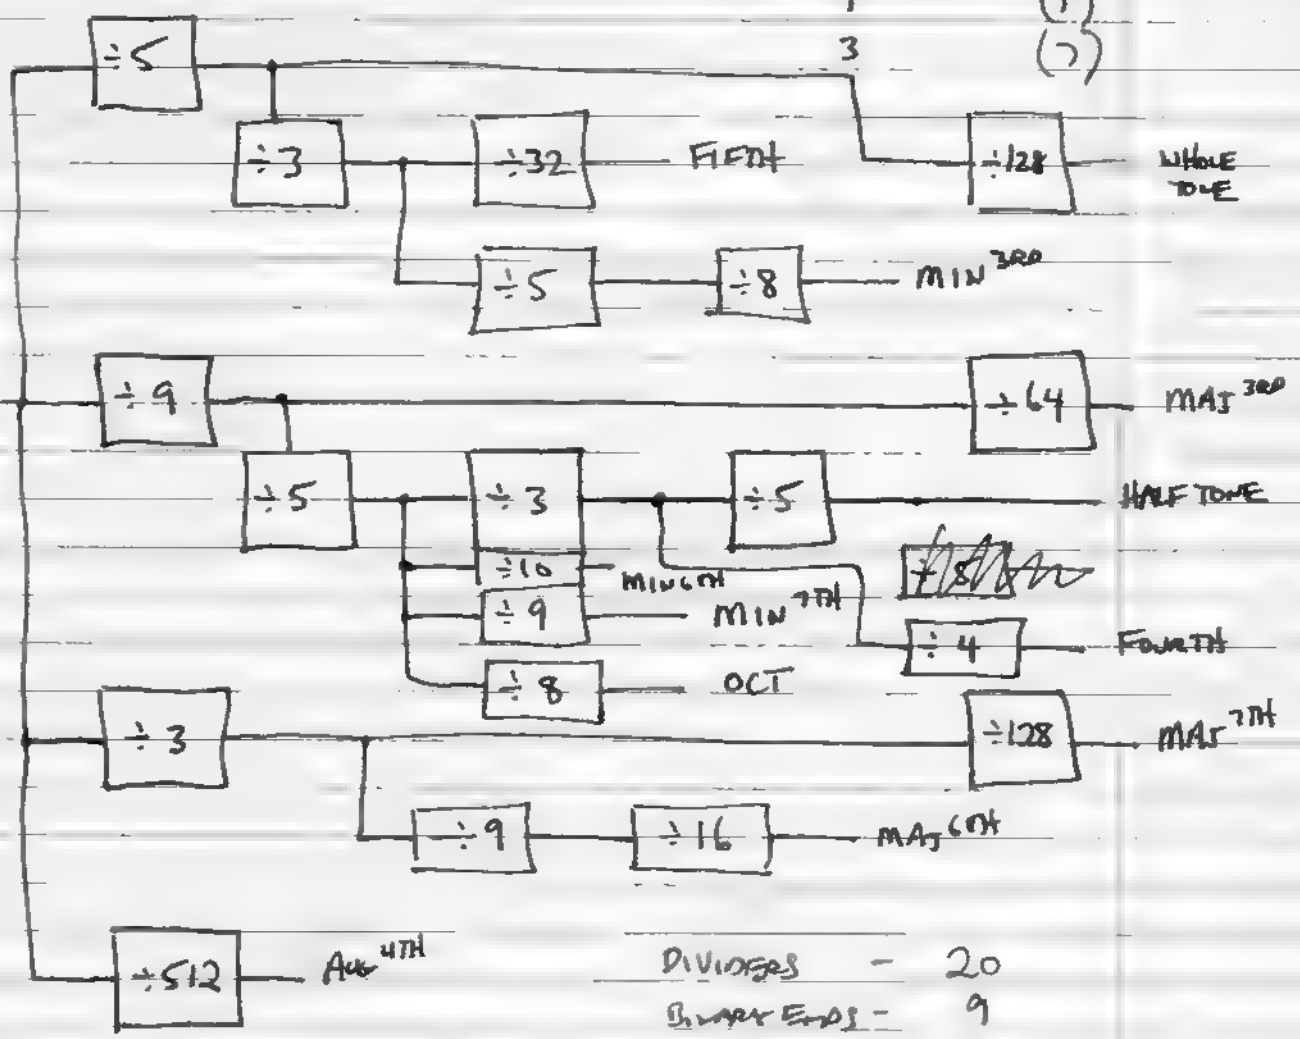 3
÷5
÷3
÷32
FIFTH
÷128
WHOLE
TONE
÷5
÷8
MIN 3RD
÷9
÷64
MAJ 3RD
÷5
÷3
÷5
HALF TONE
÷10
MIN 6TH
÷8
÷9
MIN 7TH
÷4
FOURTH
÷8
OCT
÷3
÷128
MAJ 7TH
÷9
÷16
MAJ 6TH
÷512
AUG 4TH
DIVIDERS - 20
BINARY ENDS - 9